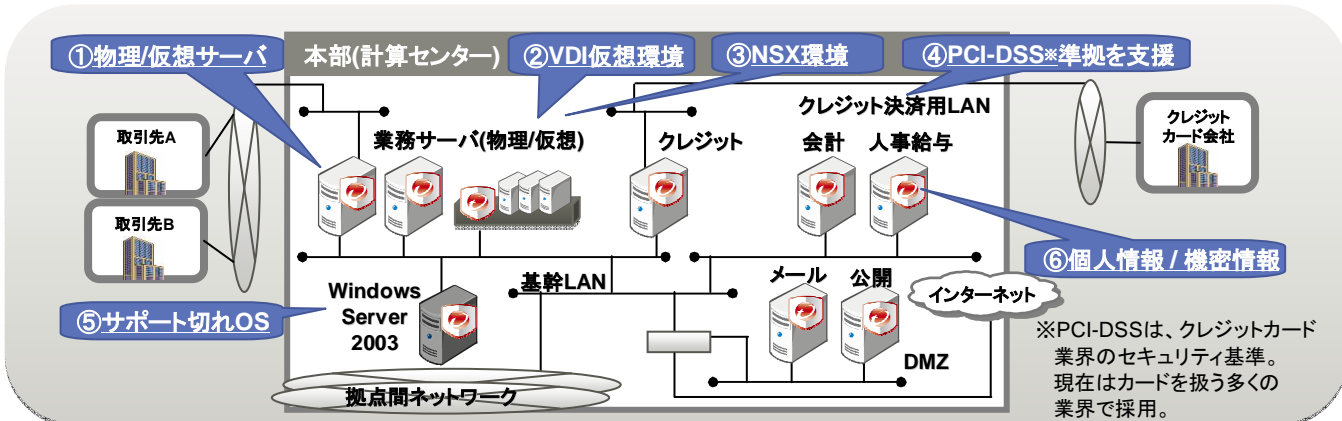 ①物理/仮想サーバ
本部(計算センター)
②VDI仮想環境
③NSX環境
④PCI-DSS※準拠を支援
クレジット決済用LAN
取引先A
取引先B
業務サーバ(物理/仮想)
クレジット
会計
人事給与
クレジット
カード会社
⑥個人情報 / 機密情報
基幹LAN
メール
公開
インターネット
Windows
Server
2003
⑤サポート切れOS
DMZ
拠点間ネットワーク
※PCI-DSSは、クレジットカード
業界のセキュリティ基準。
現在はカードを扱う多くの
業界で採用。